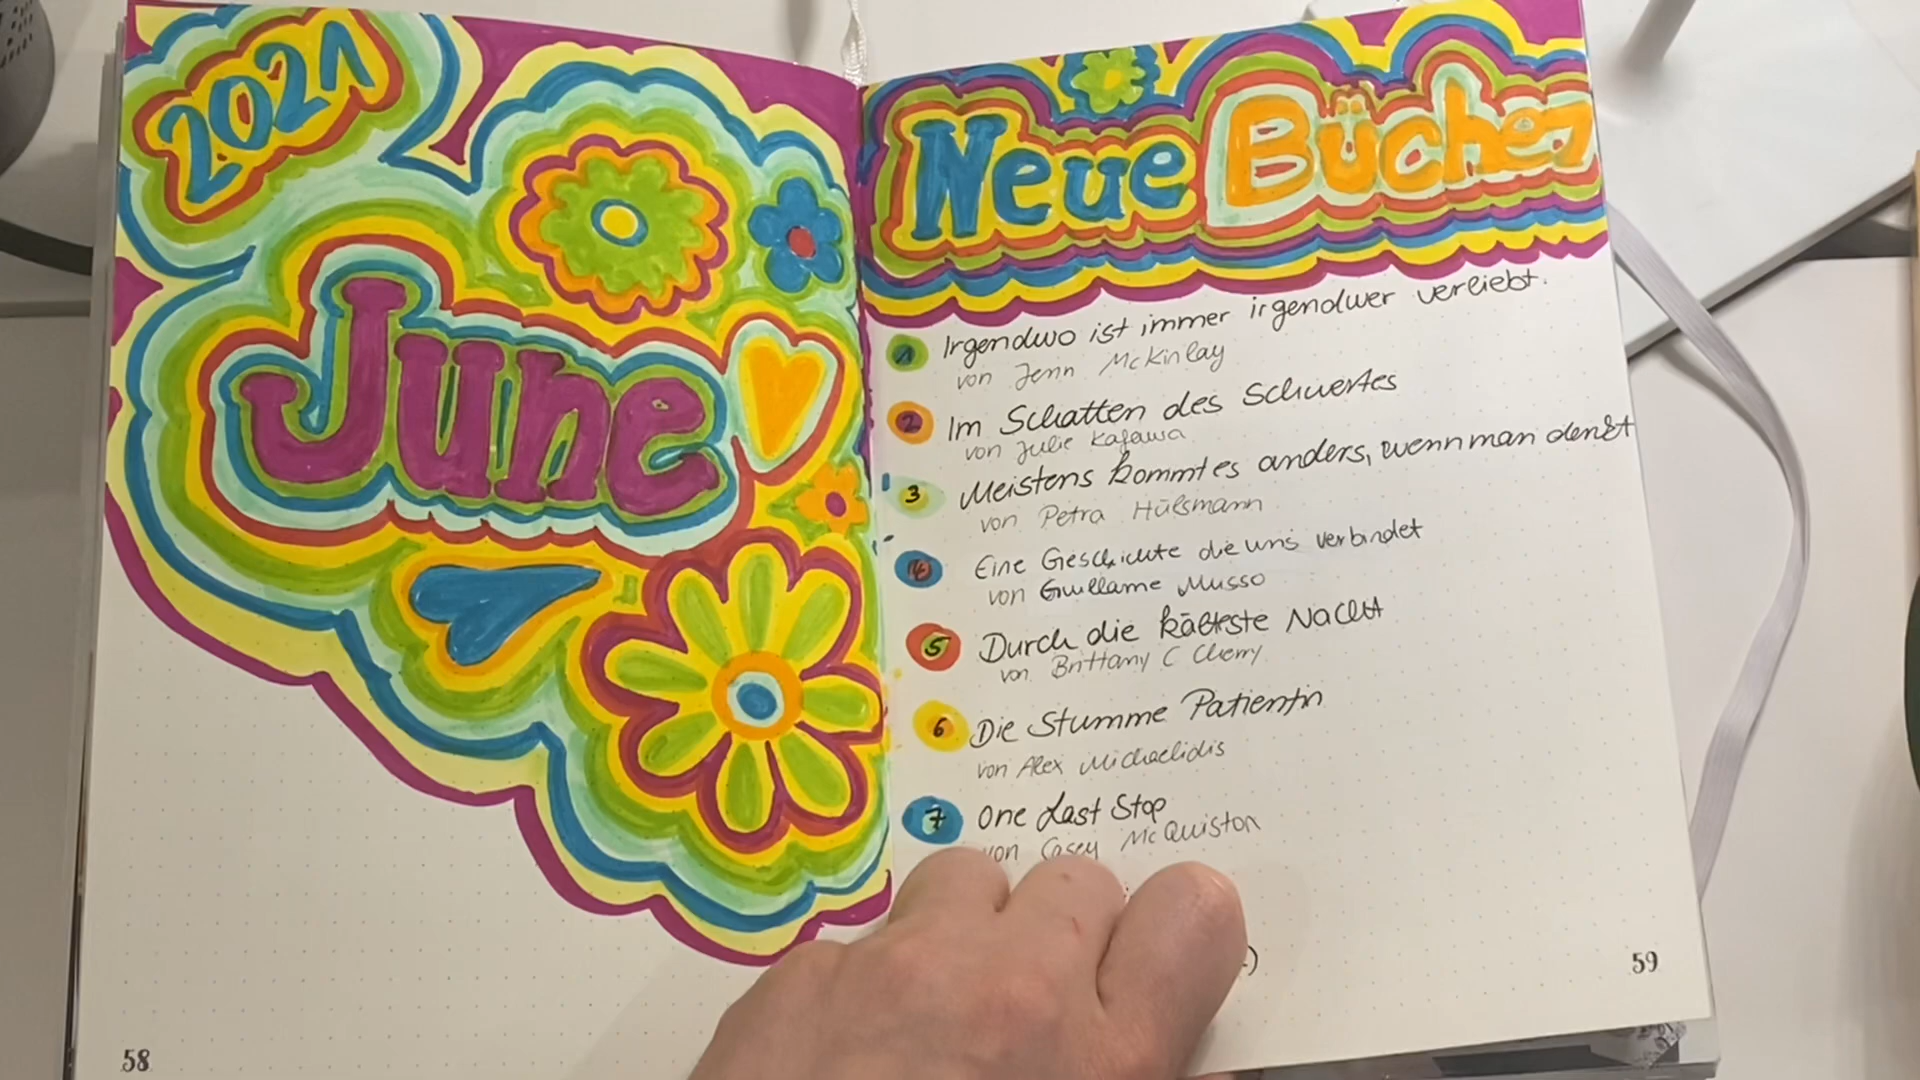 2021
June
58
Neue Bücher
1 Irgendwo ist immer irgendwer verliebt.
von Jenn McKinlay
2 Im Schatten des Schwertes
von Julie Kagawa
3 Meistens kommt es anders, wenn man denkt
von Petra Hülsmann
4 Eine Geschichte die uns verbindet
von Guillame Musso
5 Durch die kälteste Nacht
von Brittany C Cherry
6 Die Stumme Patientin
von Alex Michaelidis
7 One Last Stop
von Casey McQuiston
59